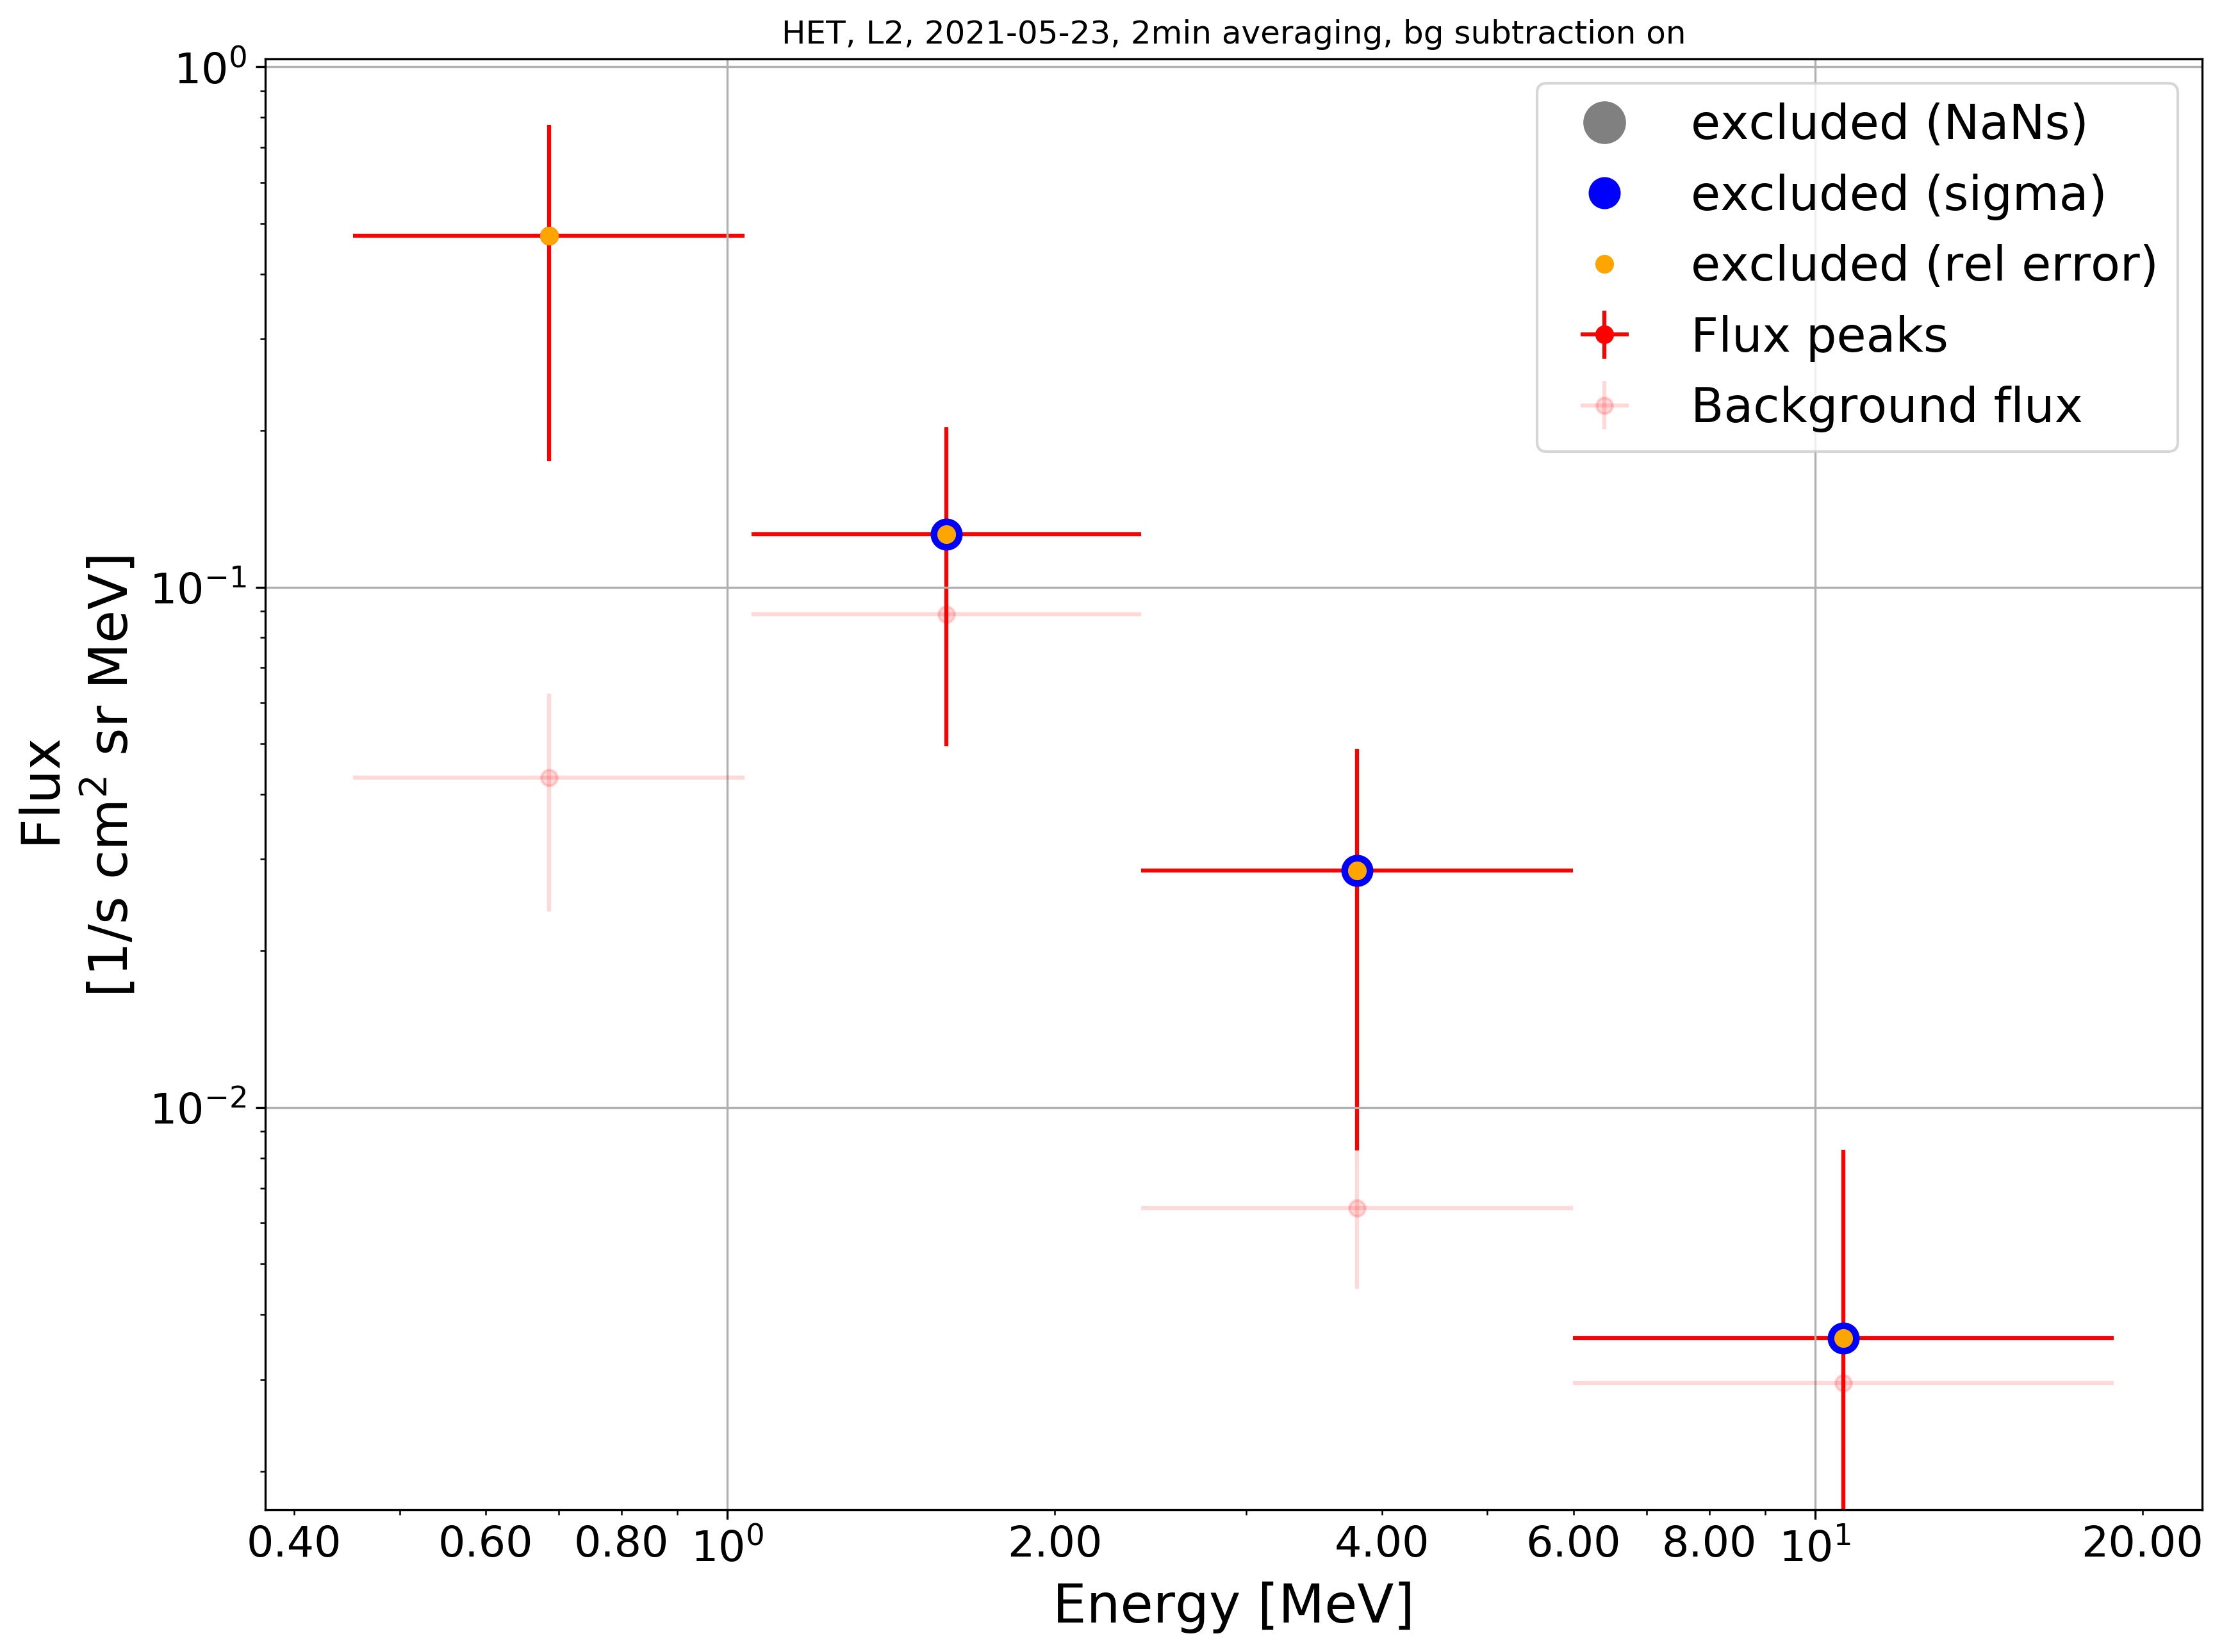 HET, L2, 2021-05-23, 2min averaging, bg subtraction on
10⁰
10⁻¹
10⁻²
Flux
[1/s cm² sr MeV]
excluded (NaNs)
excluded (sigma)
excluded (rel error)
Flux peaks
Background flux
0.40 0.60 0.80 10⁰ 2.00 4.00 6.00 8.00 10¹ 20.00
Energy [MeV]